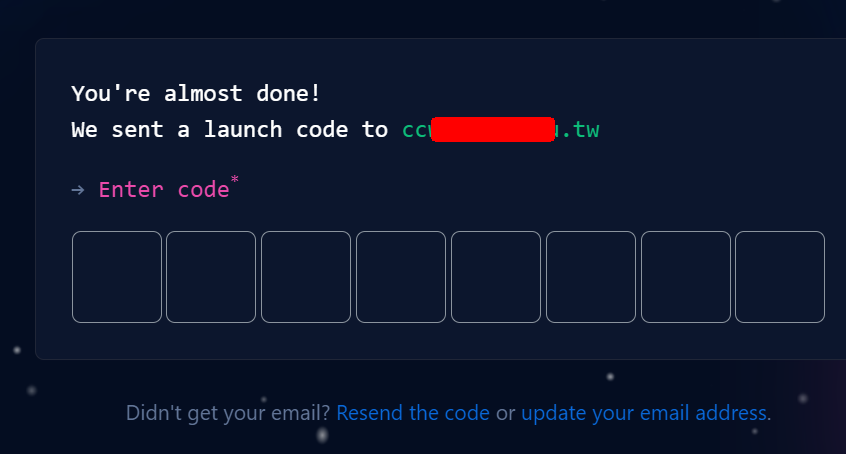 You're almost done!
We sent a launch code to .tw
→ Enter code*
Didn't get your email? Resend the code or update your email address.